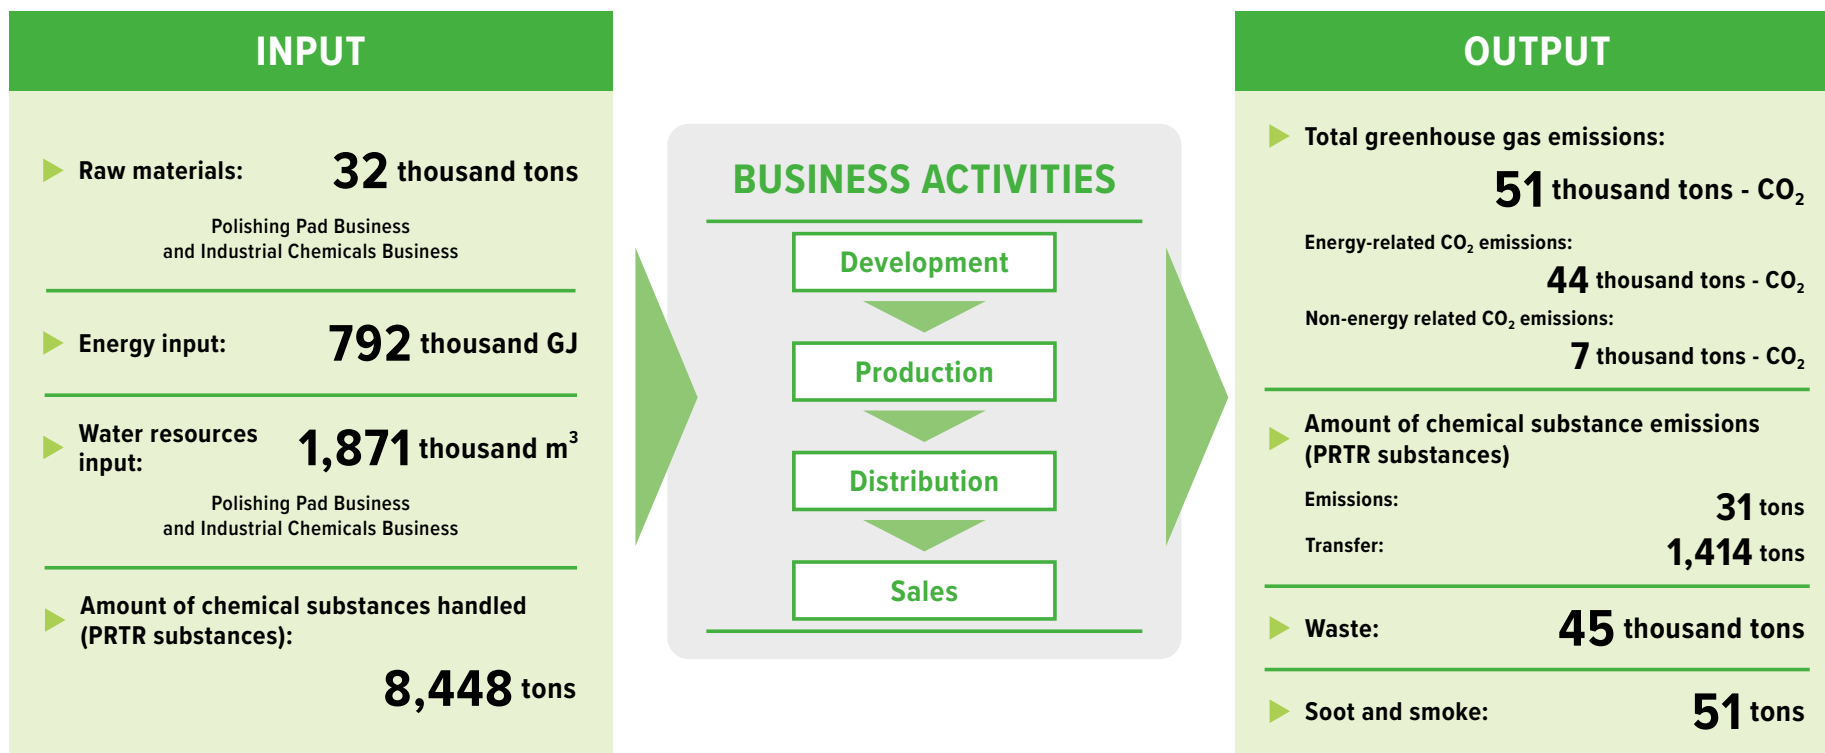 INPUT
Raw materials: 32 thousand tons
Polishing Pad Business
and Industrial Chemicals Business
Energy input: 792 thousand GJ
Water resources
input: 1,871 thousand m³
Polishing Pad Business
and Industrial Chemicals Business
Amount of chemical substances handled
(PRTR substances):
8,448 tons
BUSINESS ACTIVITIES
Development
Production
Distribution
Sales
OUTPUT
Total greenhouse gas emissions:
51 thousand tons - CO₂
Energy-related CO₂ emissions:
44 thousand tons - CO₂
Non-energy related CO₂ emissions:
7 thousand tons - CO₂
Amount of chemical substance emissions
(PRTR substances)
Emissions: 31 tons
Transfer: 1,414 tons
Waste: 45 thousand tons
Soot and smoke: 51 tons